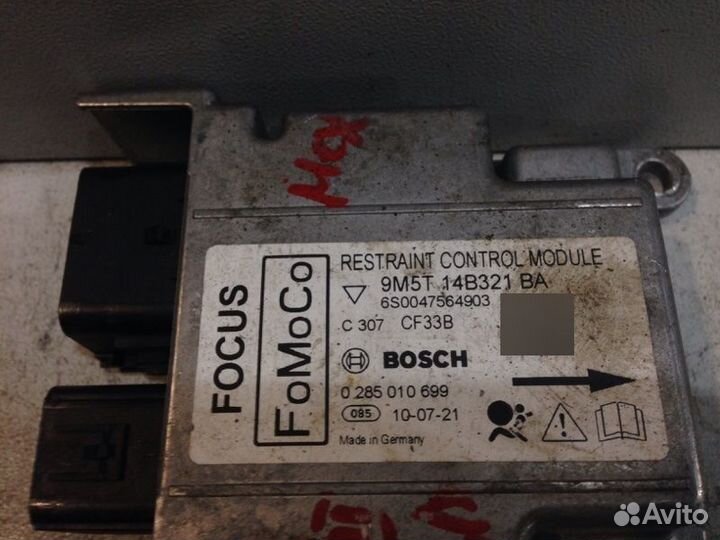 FOCUS
FoMoCo
RESTRAINT CONTROL MODULE
9M5T 14B321 BA
6S0047564903
C 307 CF33B
BOSCH
0 285 010 699
085 10-07-21
Made in Germany
Avito